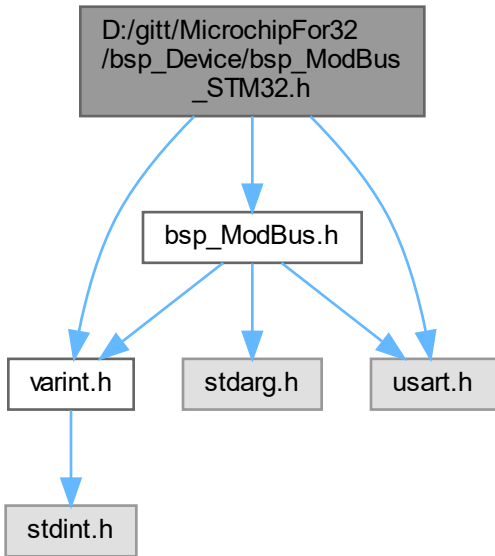 D:/gitt/MicrochipFor32
/bsp_Device/bsp_ModBus
_STM32.h
bsp_ModBus.h
varint.h
stdarg.h
usart.h
stdint.h